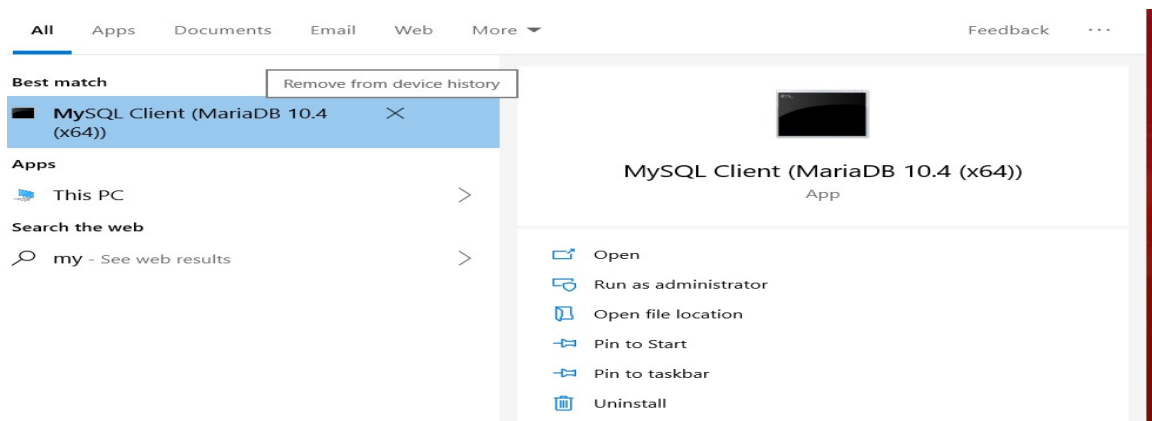 All Apps Documents Email Web More Feedback ...
Best match
Remove from device history
MySQL Client (MariaDB 10.4
(x64))
Apps
This PC
Search the web
my - See web results
MySQL Client (MariaDB 10.4 (x64))
App
Open
Run as administrator
Open file location
Pin to Start
Pin to taskbar
Uninstall